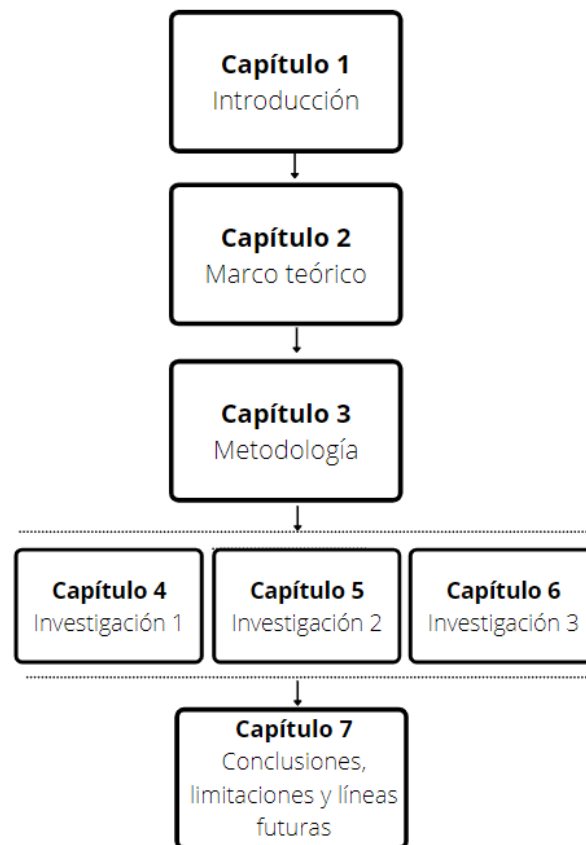 Capítulo 1
Introducción
Capítulo 2
Marco teórico
Capítulo 3
Metodología
Capítulo 4
Investigación 1
Capítulo 5
Investigación 2
Capítulo 6
Investigación 3
Capítulo 7
Conclusiones,
limitaciones y líneas
futuras